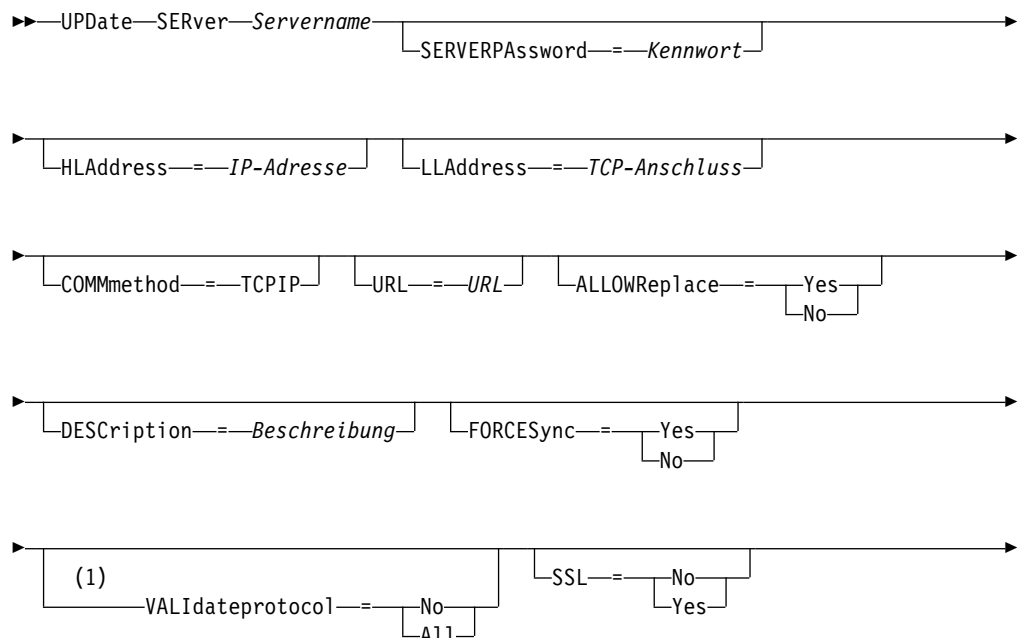 UPDate SERver Servername
SERVERPAssword = Kennwort
HLAddress = IP-Adresse LLAddress = TCP-Anschluss
COMMmethod = TCPIP URL = URL ALLOWReplace = Yes
No
DESCription = Beschreibung FORCESync = Yes
No
(1)
VALIdateprotocol = No SSL = No
All Yes